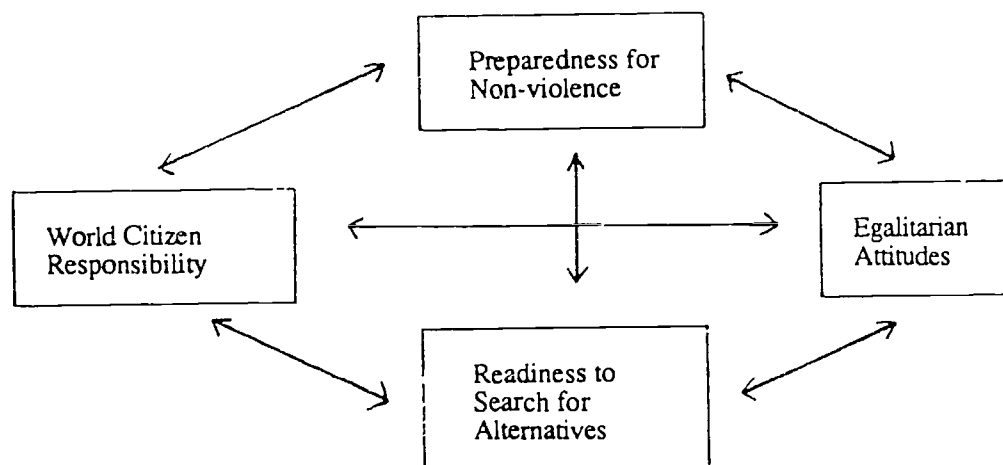 Preparedness for
Non-violence
World Citizen
Responsibility
Egalitarian
Attitudes
Readiness to
Search for
Alternatives